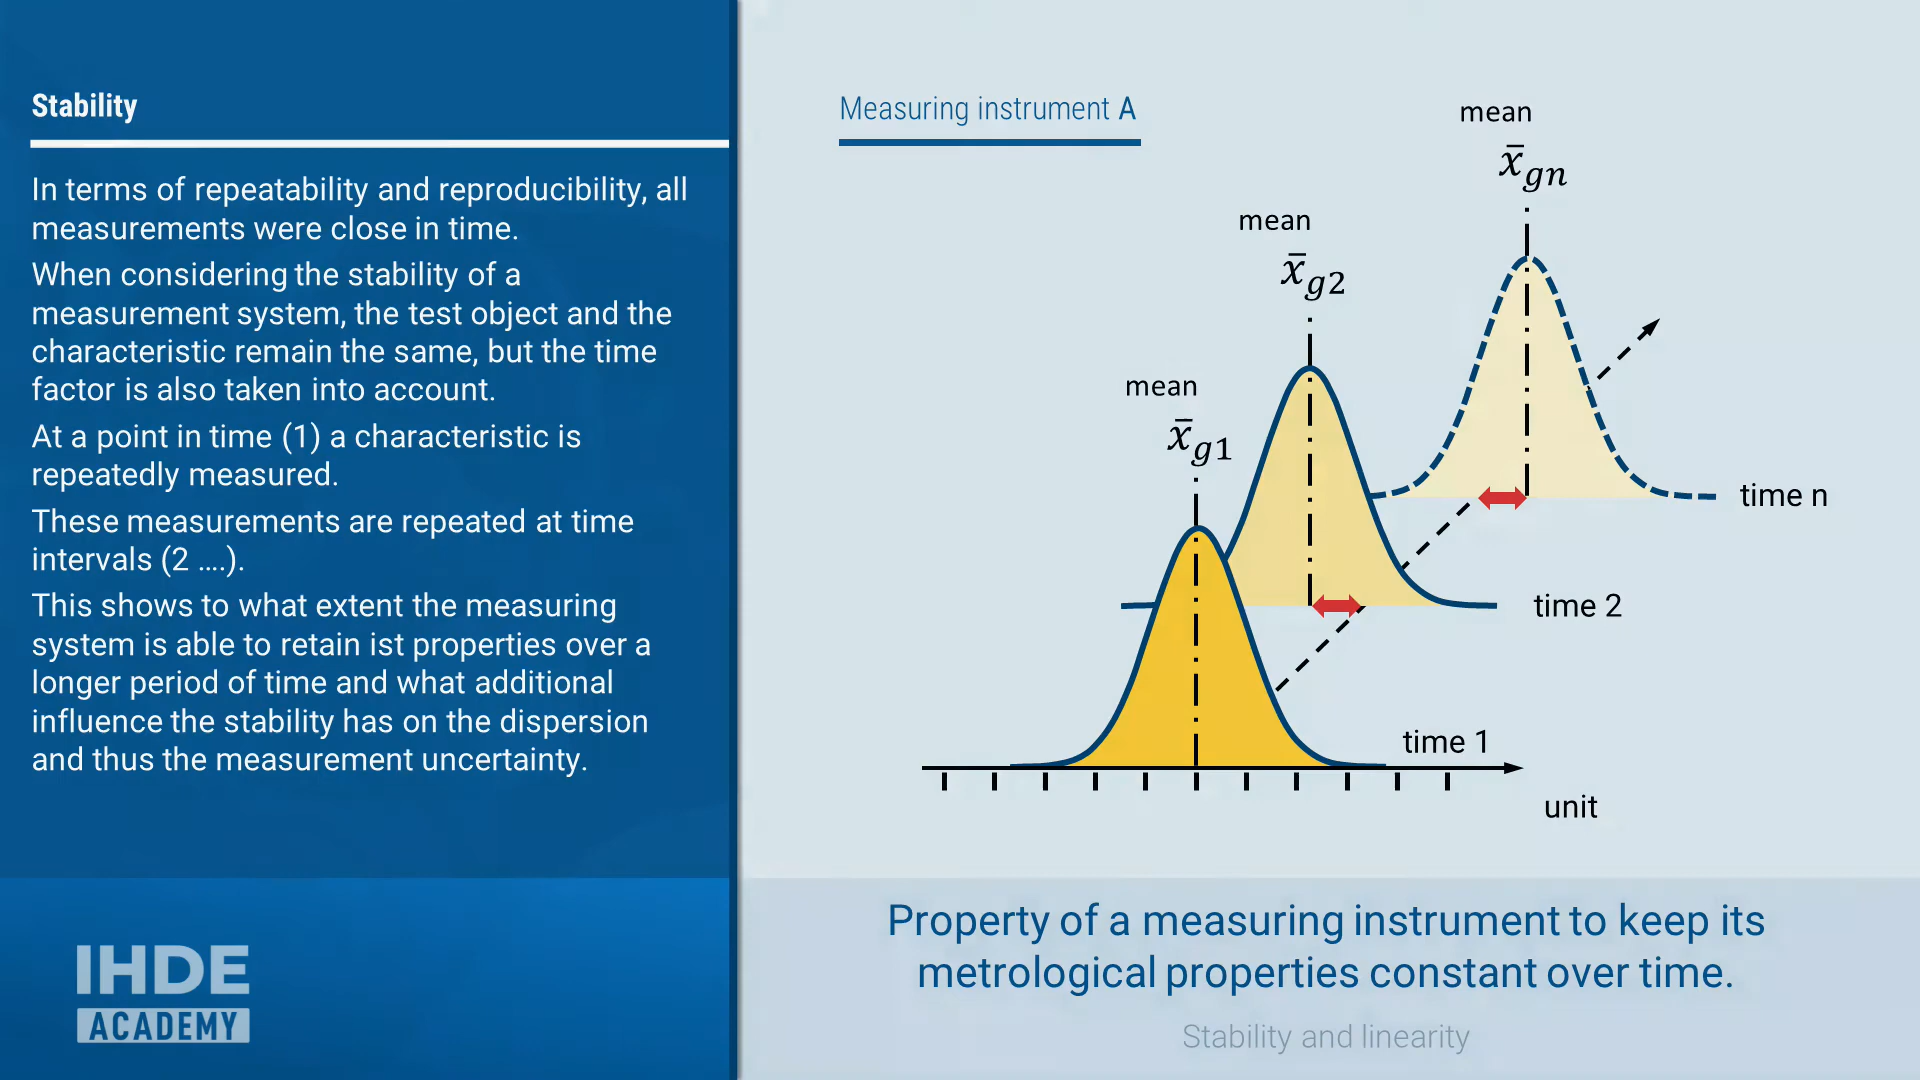 Stability
In terms of repeatability and reproducibility, all
measurements were close in time.
When considering the stability of a
measurement system, the test object and the
characteristic remain the same, but the time
factor is also taken into account.
At a point in time (1) a characteristic is
repeatedly measured.
These measurements are repeated at time
intervals (2 ....).
This shows to what extent the measuring
system is able to retain ist properties over a
longer period of time and what additional
influence the stability has on the dispersion
and thus the measurement uncertainty.
IHDE
ACADEMY
Measuring instrument A
mean
x̄gn
mean
x̄g2
mean
x̄g1
time n
time 2
time 1
unit
Property of a measuring instrument to keep its
metrological properties constant over time.
Stability and linearity